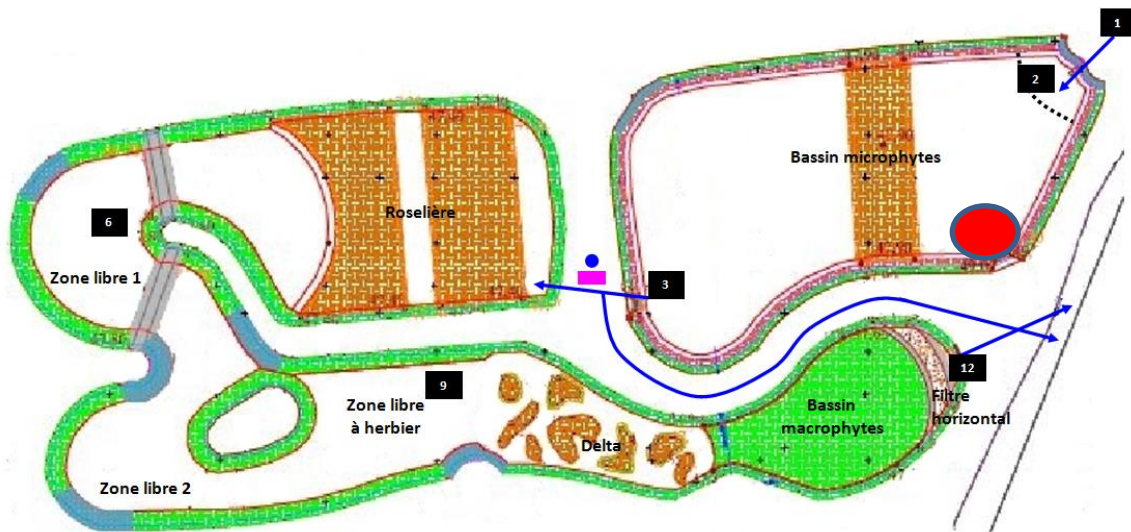 1
2
Bassin microphytes
Roselière
6
Zone libre 1
3
9
Zone libre
à herbier
Delta
Bassin
macrophytes
12
Filtre
horizontal
Zone libre 2